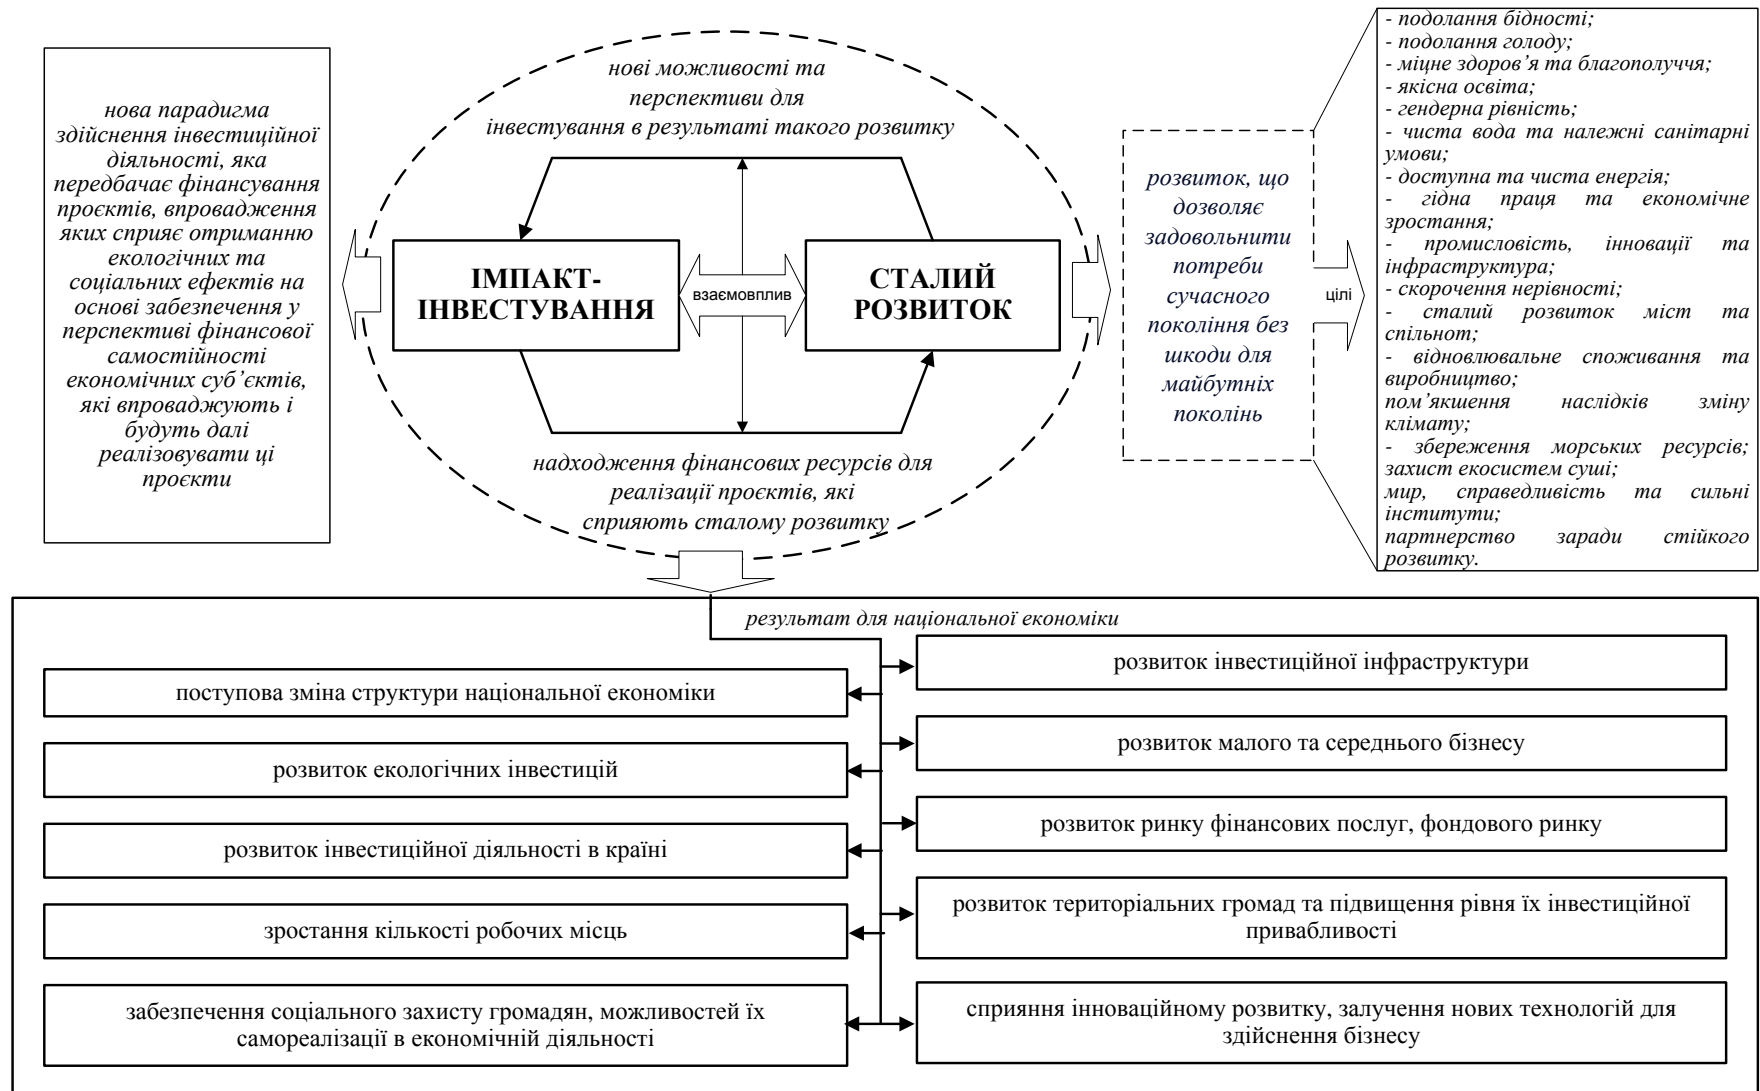 нова парадигма
здійснення інвестиційної
діяльності, яка
передбачає фінансування
проєктів, впровадження
яких сприяє отриманню
екологічних та
соціальних ефектів на
основі забезпечення у
перспективі фінансової
самостійності
економічних суб’єктів,
які впроваджують і
будуть далі
реалізовувати ці
проєкти
нові можливості та
перспективи для
інвестування в результаті такого розвитку
ІМПАКТ-
ІНВЕСТУВАННЯ
взаємовплив
СТАЛИЙ
РОЗВИТОК
надходження фінансових ресурсів для
реалізації проєктів, які
сприяють сталому розвитку
розвиток, що
дозволяє
задовольнити
потреби
сучасного
покоління без
шкоди для
майбутніх
поколінь
цілі
- подолання бідності;
- подолання голоду;
- міцне здоров’я та благополуччя;
- якісна освіта;
- гендерна рівність;
- чиста вода та належні санітарні
умови;
- доступна та чиста енергія;
- гідна праця та економічне
зростання;
- промисловість, інновації та
інфраструктура;
- скорочення нерівності;
- сталий розвиток міст та
спільнот;
- відновлювальне споживання та
виробництво;
пом’якшення наслідків зміну
клімату;
- збереження морських ресурсів;
захист екосистем суші;
мир, справедливість та сильні
інститути;
партнерство заради стійкого
розвитку.
результат для національної економіки
поступова зміна структури національної економіки
розвиток екологічних інвестицій
розвиток інвестиційної діяльності в країні
зростання кількості робочих місць
забезпечення соціального захисту громадян, можливостей їх
самореалізації в економічній діяльності
розвиток інвестиційної інфраструктури
розвиток малого та середнього бізнесу
розвиток ринку фінансових послуг, фондового ринку
розвиток територіальних громад та підвищення рівня їх інвестиційної
привабливості
сприяння інноваційному розвитку, залучення нових технологій для
здійснення бізнесу